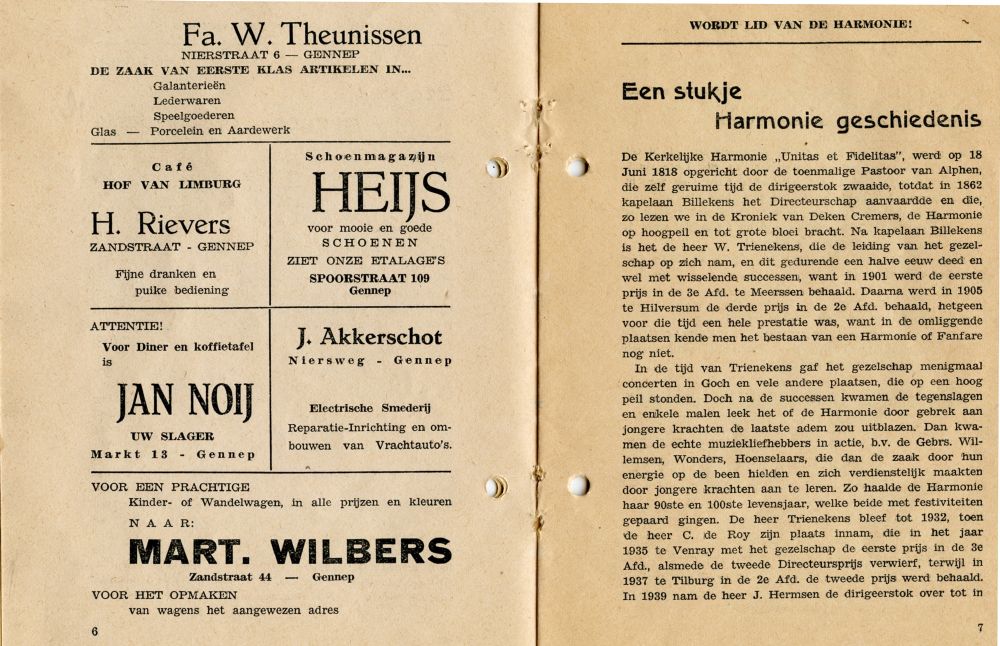 Fa. W. Theunissen
NIERSTRAAT 6 — GENNEP
DE ZAAK VAN EERSTE KLAS ARTIKELEN IN...
Galanterieën
Lederwaren
Speelgoederen
Glas — Porcelein en Aardewerk
Café
HOF VAN LIMBURG
H. Rievers
ZANDSTRAAT - GENNEP
Fijne dranken en
puike bediening
Schoenmagazijn
HEIJS
voor mooie en goede
SCHOENEN
ZIET ONZE ETALAGE'S
SPOORSTRAAT 109
Gennep
ATTENTIE!
Voor Diner en koffietafel
is
JAN NOIJ
UW SLAGER
Markt 13 - Gennep
J. Akkerschot
Niersweg - Gennep
Electrische Smederij
Reparatie-Inrichting en om-
bouwen van Vrachtauto's.
VOOR EEN PRACHTIGE
Kinder- of Wandelwagen, in alle prijzen en kleuren
NAAR:
MART. WILBERS
Zandstraat 44 — Gennep
VOOR HET OPMAKEN
van wagens het aangewezen adres
6
WORDT LID VAN DE HARMONIE!
Een stukje
Harmonie geschiedenis
De Kerkelijke Harmonie „Unitas et Fidelitas", werd op 18
Juni 1818 opgericht door de toenmalige Pastoor van Alphen,
die zelf geruime tijd de dirigeerstok zwaaide, totdat in 1862
kapelaan Billekens het Directeurschap aanvaardde en die,
zo lezen we in de Kroniek van Deken Cremers, de Harmonie
op hoogpeil en tot grote bloei bracht. Na kapelaan Billekens
is het de heer W. Trienekens, die de leiding van het gezel-
schap op zich nam, en dit gedurende een halve eeuw deed en
wel met wisselende successen, want in 1901 werd de eerste
prijs in de 3e Afd. te Meerssen behaald. Daarna werd in 1905
te Hilversum de derde prijs in de 2e Afd. behaald, hetgeen
voor die tijd een hele prestatie was, want in de omliggende
plaatsen kende men het bestaan van een Harmonie of Fanfare
nog niet.
In de tijd van Trienekens gaf het gezelschap menigmaal
concerten in Goch en vele andere plaatsen, die op een hoog
peil stonden. Doch na de successen kwamen de tegenslagen
en enkele malen leek het of de Harmonie door gebrek aan
jongere krachten de laatste adem zou uitblazen. Dan kwa-
men de echte muziekliefhebbers in actie, b.v. de Gebrs. Wil-
lemsen, Wonders, Hoenselaars, die dan de zaak door hun
energie op de been hielden en zich verdienstelijk maakten
door jongere krachten aan te leren. Zo haalde de Harmonie
haar 90ste en 100ste levensjaar, welke beide met festiviteiten
gepaard gingen. De heer Trienekens bleef tot 1932, toen
de heer C. de Roy zijn plaats innam, die in het jaar
1935 te Venray met het gezelschap de eerste prijs in de 3e
Afd., alsmede de tweede Directeursprijs verwierf, terwijl in
1937 te Tilburg in de 2e Afd. de tweede prijs werd behaald.
In 1939 nam de heer J. Hermsen de dirigeerstok over tot in
7